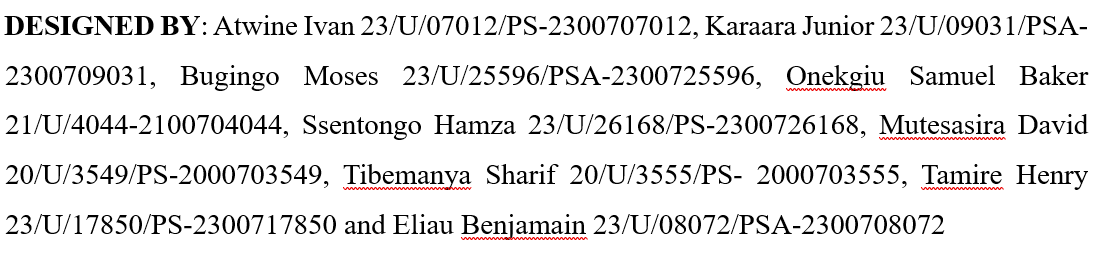 DESIGNED BY: Atwine Ivan 23/U/07012/PS-2300707012, Karaara Junior 23/U/09031/PSA-
2300709031, Bugingo Moses 23/U/25596/PSA-2300725596, Onekgiu Samuel Baker
21/U/4044-2100704044, Ssentongo Hamza 23/U/26168/PS-2300726168, Mutesasira David
20/U/3549/PS-2000703549, Tibemanya Sharif 20/U/3555/PS- 2000703555, Tamire Henry
23/U/17850/PS-2300717850 and Eliau Benjamain 23/U/08072/PSA-2300708072